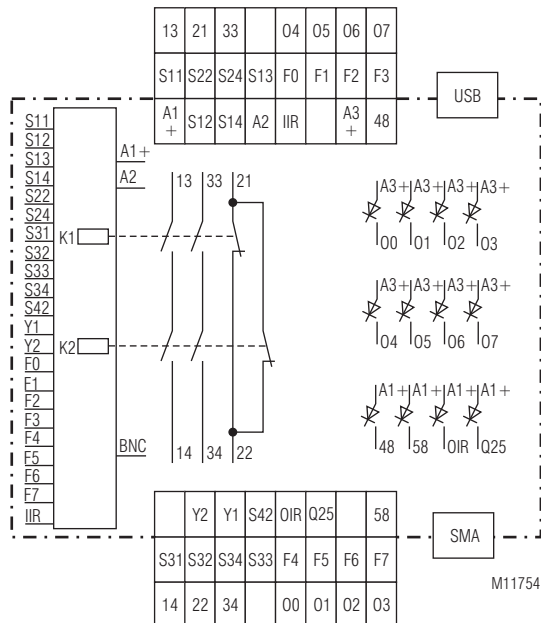 13 21 33 04 05 06 07
S11 S22 S24 S13 F0 F1 F2 F3
A1+ S12 S14 A2 IIR A3+ 48
USB
S11
S12
S13
S14
S22
S24
S31
S32
S33
S34
S42
Y1
Y2
F0
F1
F2
F3
F4
F5
F6
F7
IIR
K1
K2
A1+
A2
BNC
13 33 21
14 34 22
A3+ A3+ A3+ A3+
00 01 02 03
A3+ A3+ A3+ A3+
04 05 06 07
A1+ A1+ A1+ A1+
48 58 OIR Q25
Y2 Y1 S42 OIR Q25 58
S31 S32 S34 S33 F4 F5 F6 F7
14 22 34 00 01 02 03
SMA
M11754